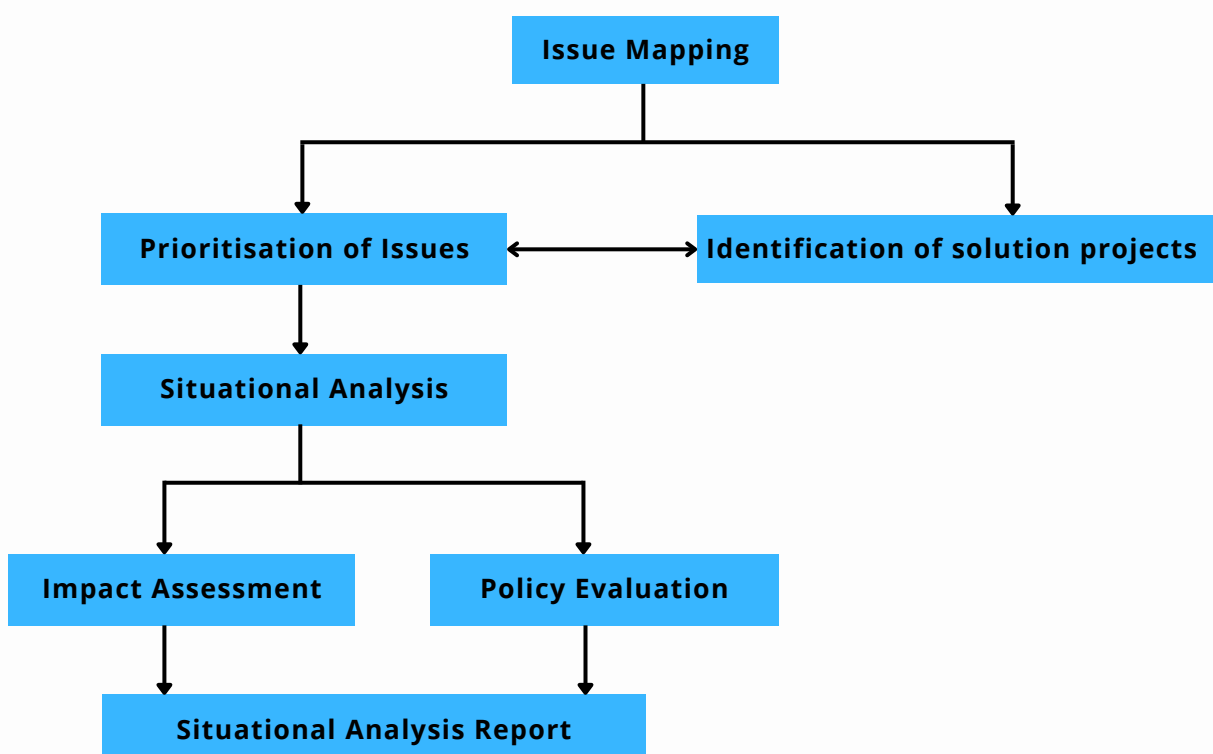 Issue Mapping
Prioritisation of Issues
Identification of solution projects
Situational Analysis
Impact Assessment
Policy Evaluation
Situational Analysis Report